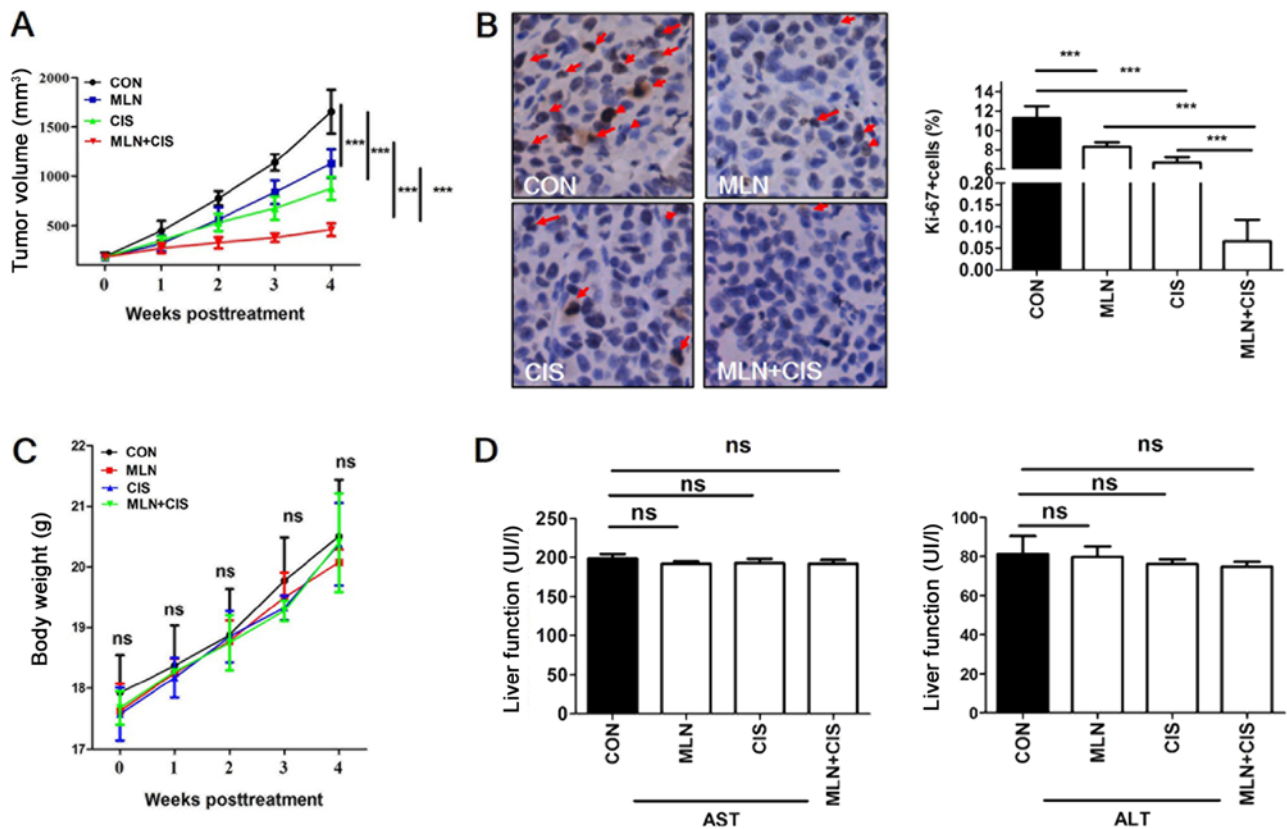 A
Tumor volume (mm³)
2000
1500
1000
500
CON
MLN
CIS
MLN+CIS
***
***
***
***
0 1 2 3 4
Weeks posttreatment
B
CON
MLN
CIS
MLN+CIS
Ki-67+cells (%)
14
12
10
8
6
0.20
0.15
0.10
0.05
0.00
***
***
***
***
CON
MLN
CIS
MLN+CIS
C
Body weight (g)
22
21
20
19
18
17
CON
MLN
CIS
MLN+CIS
ns
ns
ns
ns
ns
0 1 2 3 4
Weeks posttreatment
D
Liver function (UI/l)
250
200
150
100
50
0
ns
ns
ns
CON
MLN
CIS
MLN+CIS
AST
Liver function (UI/l)
100
80
60
40
20
0
ns
ns
ns
CON
MLN
CIS
MLN+CIS
ALT